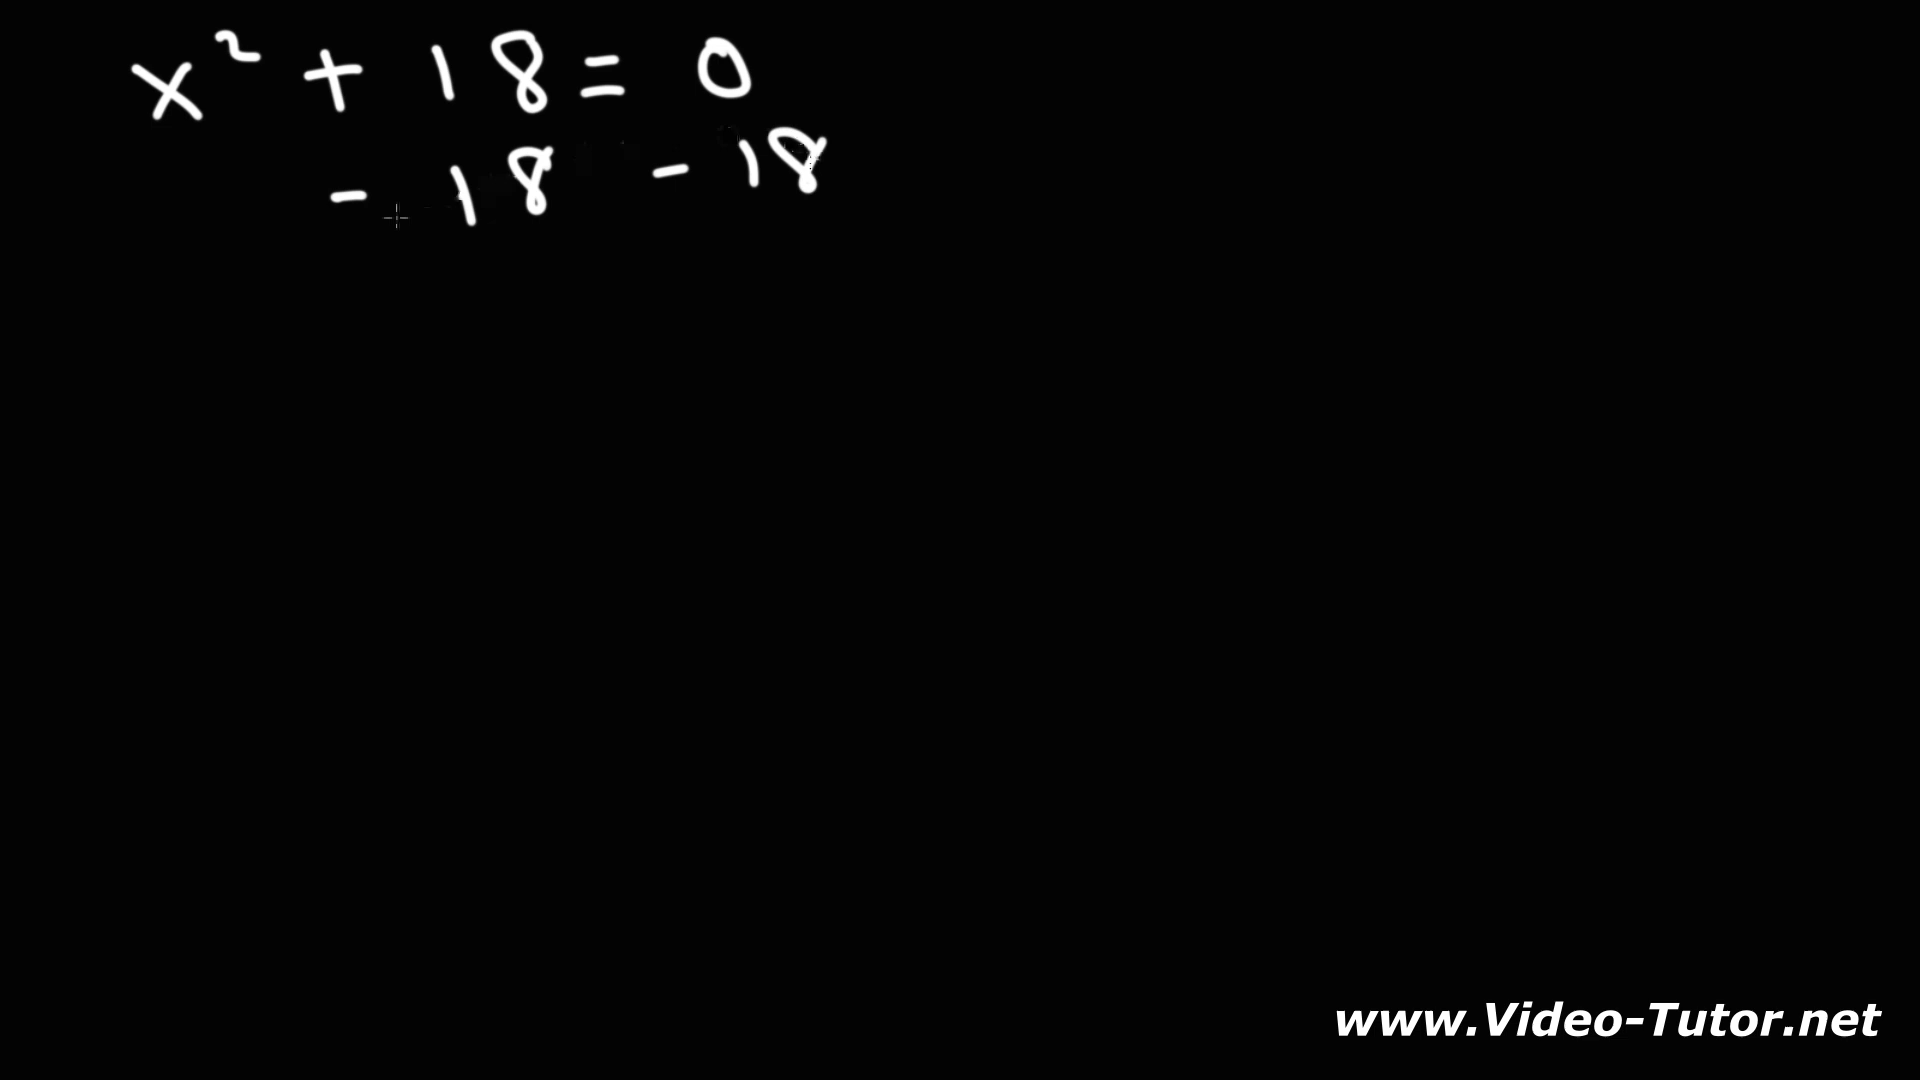 x² + 18 = 0
- 18 - 18
www.Video-Tutor.net